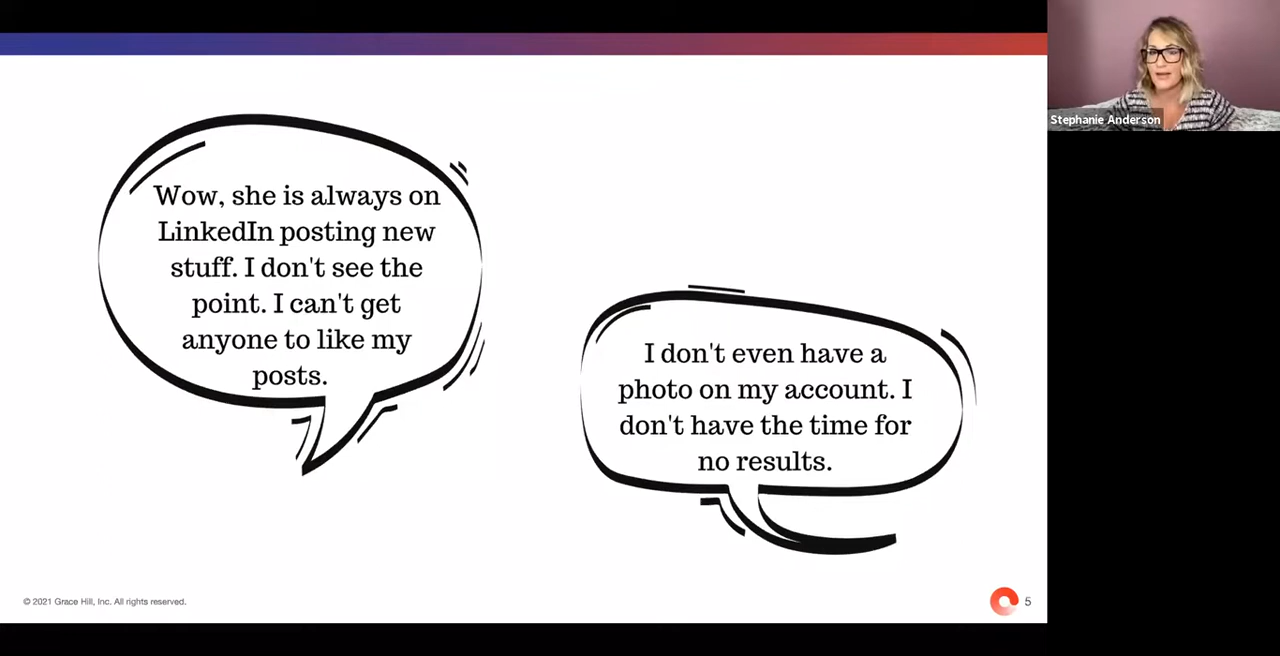 Stephanie Anderson
Wow, she is always on
LinkedIn posting new
stuff. I don't see the
point. I can't get
anyone to like my
posts.
I don't even have a
photo on my account. I
don't have the time for
no results.
© 2021 Grace Hill, Inc. All rights reserved.
5